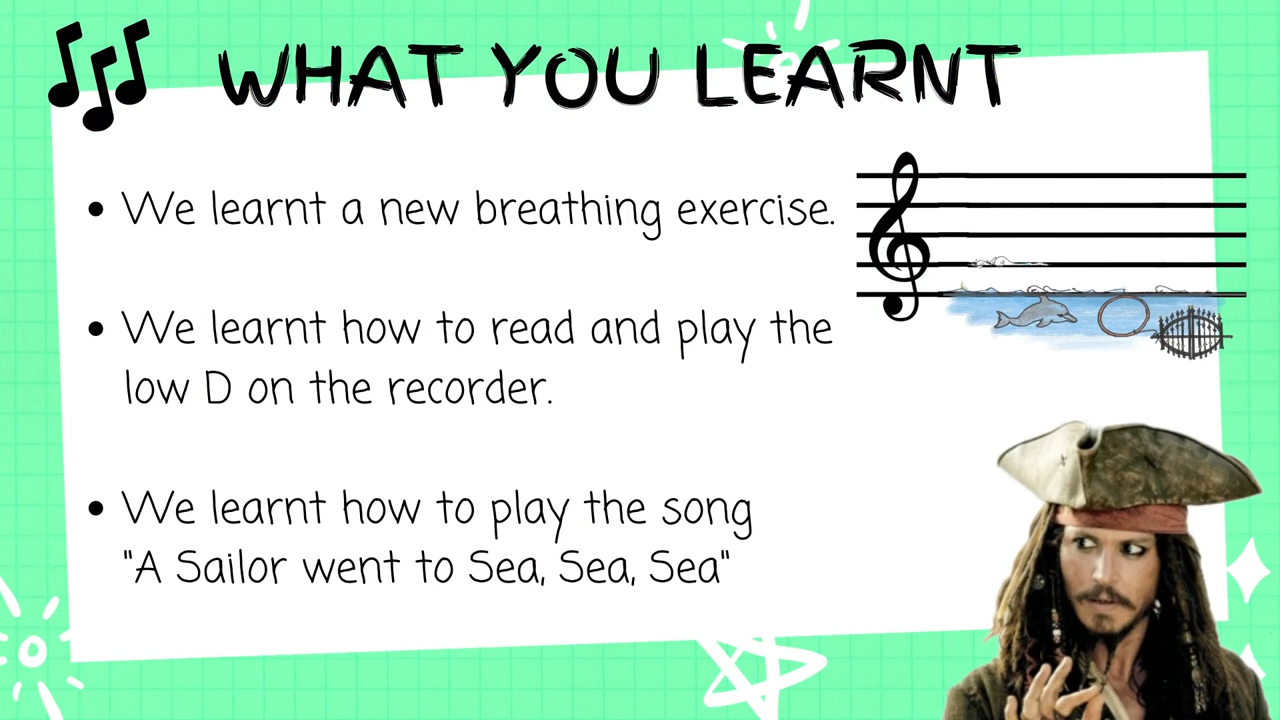 WHAT YOU LEARNT
• We learnt a new breathing exercise.
• We learnt how to read and play the
low D on the recorder.
• We learnt how to play the song
"A Sailor went to Sea, Sea, Sea"